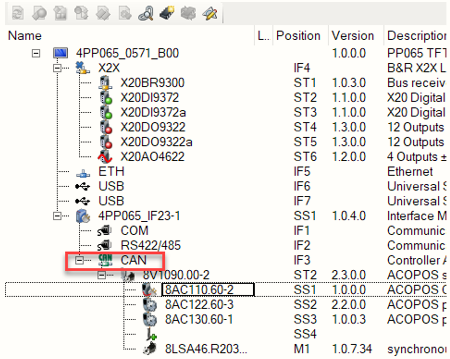 Name L.. Position Version Description
4PP065_0571_B00 1.0.0.0 PP065 TFT
X2X IF4 B&R X2X L
X20BR9300 ST1 1.0.3.0 Bus receiv
X20DI9372 ST2 1.1.0.0 X20 Digital
X20DI9372a ST3 1.1.0.0 X20 Digital
X20DO9322 ST4 1.3.0.0 12 Outputs
X20DO9322a ST5 1.3.0.0 12 Outputs
X20AO4622 ST6 1.2.0.0 4 Outputs ±
ETH IF5 Ethernet
USB IF6 Universal S
USB IF7 Universal S
4PP065_IF23-1 SS1 1.0.4.0 Interface M
COM IF1 Communic
RS422/485 IF2 Communic
CAN IF3 Controller A
8V1090.00-2 ST2 2.3.0.0 ACOPOS s
8AC110.60-2 SS1 1.0.0.0 ACOPOS C
8AC122.60-3 SS2 2.2.0.0 ACOPOS p
8AC130.60-1 SS3 1.0.0.3 ACOPOS p
SS4
8LSA46.R203... M1 1.0.7.34 synchronou